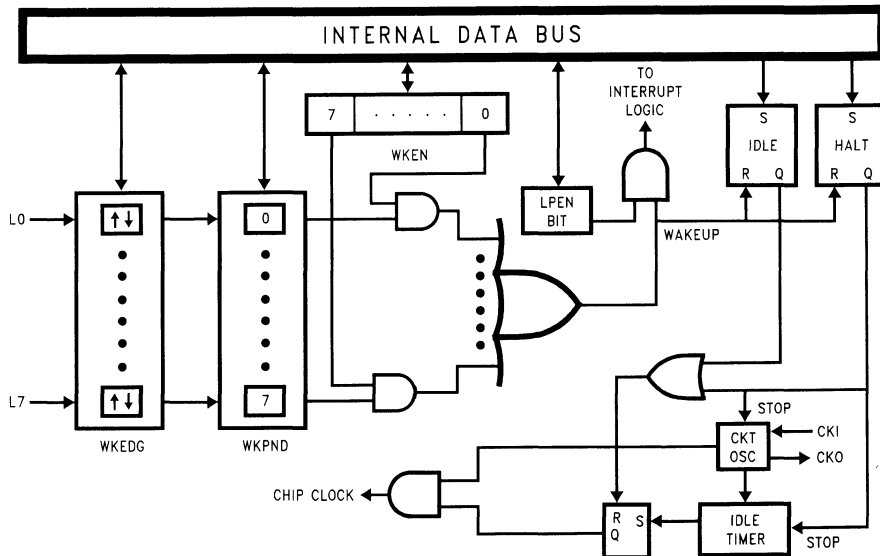 INTERNAL DATA BUS
TO
INTERRUPT
LOGIC
7 . . . . . 0
WKEN
S
IDLE
R Q
S
HALT
R Q
LPEN
BIT
WAKEUP
L0
↑↓
0
L7
↑↓
7
WKEDG
WKPND
STOP
CKT
OSC
CKI
CKO
CHIP CLOCK
R S
Q
IDLE
TIMER
STOP